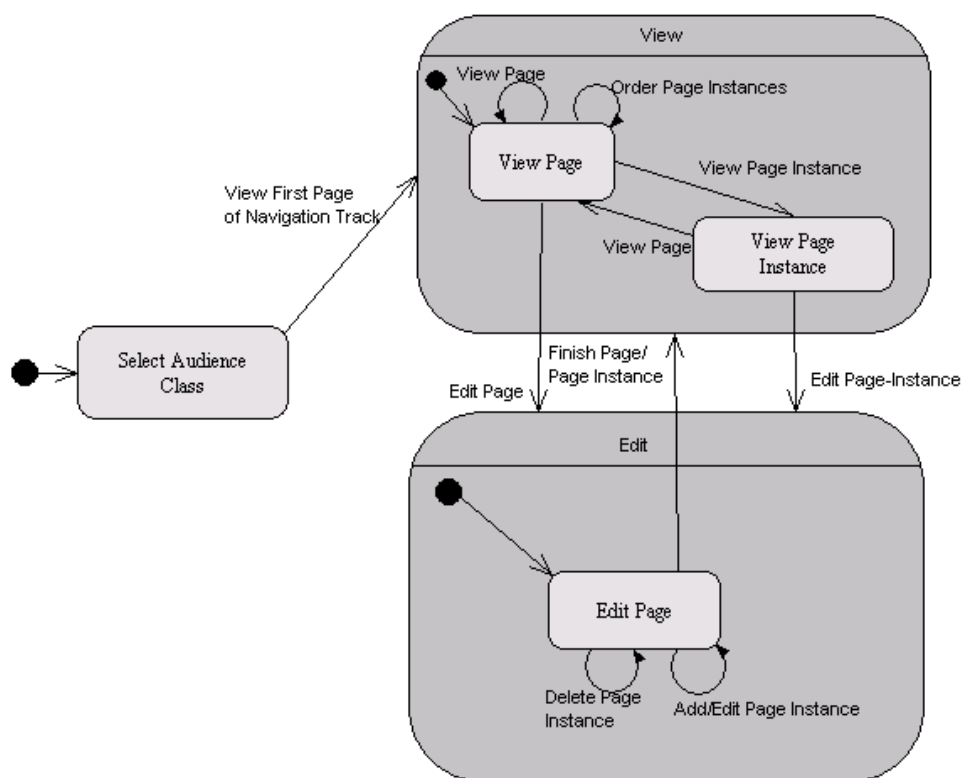 View
View Page
Order Page Instances
View Page
View Page Instance
View First Page
of Navigation Track
View Page
View Page
Instance
Select Audience
Class
Finish Page/
Page Instance
Edit Page
Edit Page-Instance
Edit
Edit Page
Delete Page
Instance
Add/Edit Page Instance